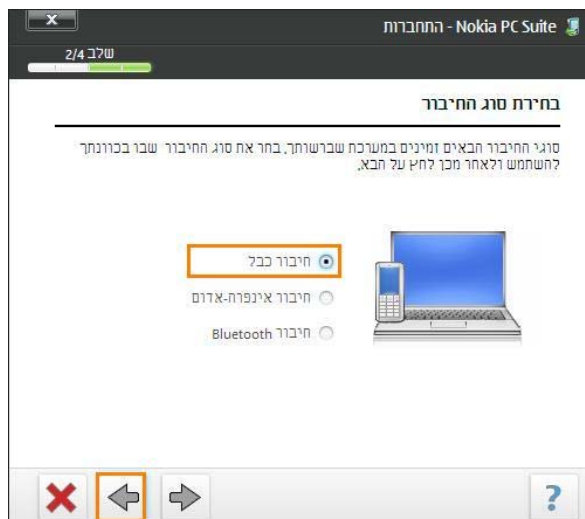 Nokia PC Suite - התחברות
שלב 2/4
בחירת סוג החיבור
סוגי החיבור הבאים זמינים במערכת שברשותך. בחר את סוג החיבור שבו בכוונתך
להשתמש ולאחר מכן לחץ על הבא.
חיבור כבל
חיבור אינפרה-אדום
חיבור Bluetooth
?